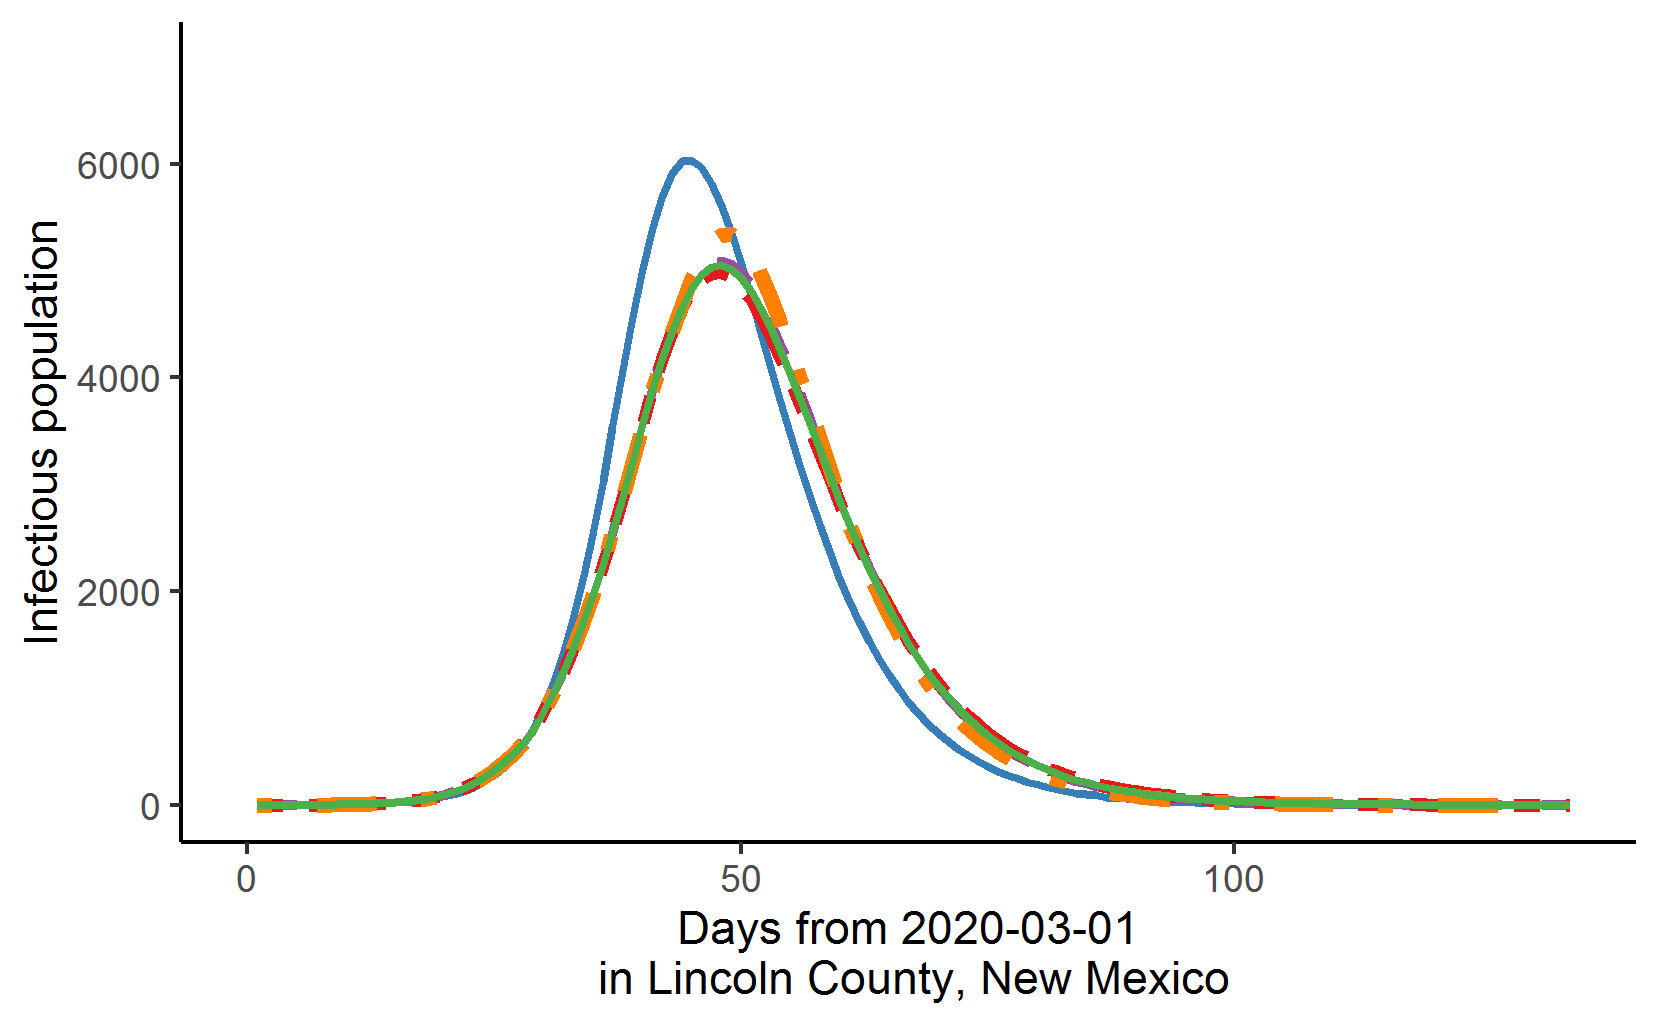 Infectious population
6000
4000
2000
0
0 50 100
Days from 2020-03-01
in Lincoln County, New Mexico